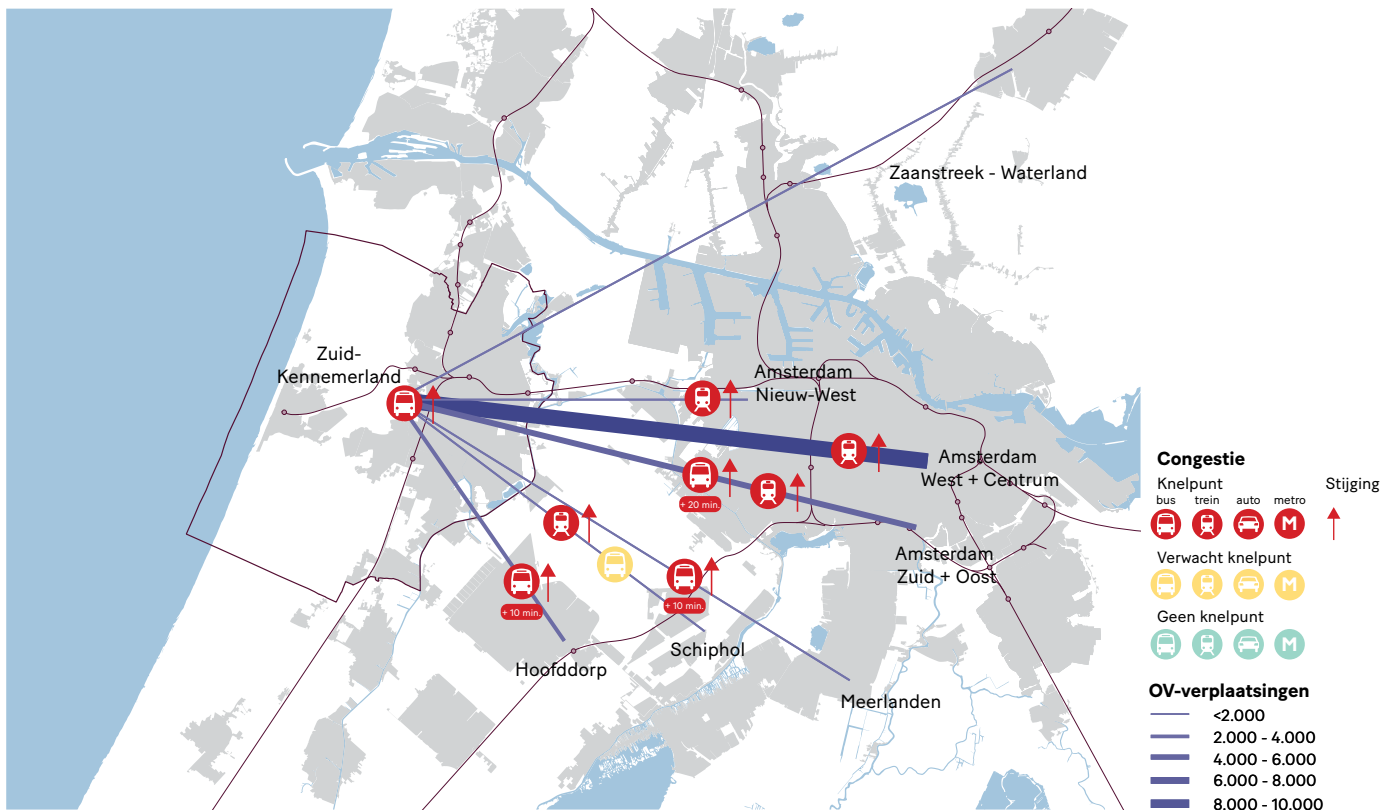 Zaanstreek - Waterland
Zuid-
Kennemerland
Amsterdam
Nieuw-West
Amsterdam
West + Centrum
+ 20 min.
Amsterdam
Zuid + Oost
+ 10 min.
+ 10 min.
Schiphol
Hoofddorp
Meerlanden
Congestie
Knelpunt
Stijging
bus trein auto metro
M
Verwacht knelpunt
M
Geen knelpunt
M
OV-verplaatsingen
<2.000
2.000 - 4.000
4.000 - 6.000
6.000 - 8.000
8.000 - 10.000